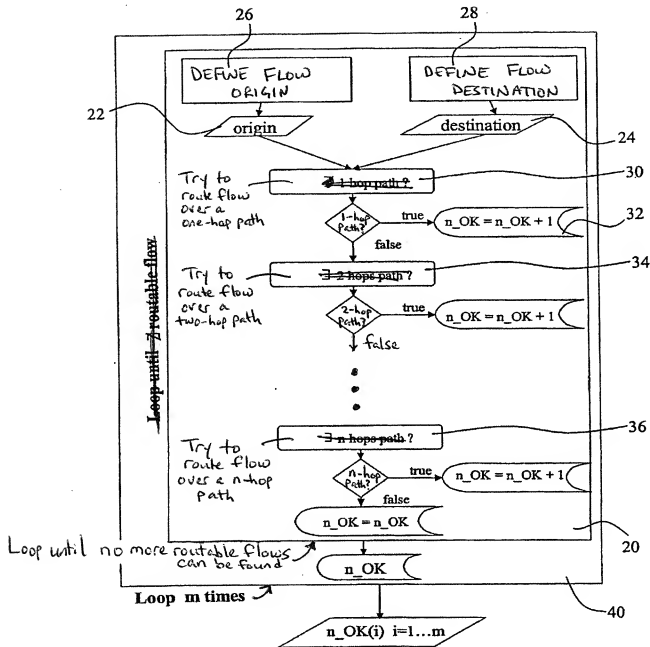 26
28
DEFINE FLOW
ORIGIN
DEFINE FLOW
DESTINATION
22
origin
destination
24
Try to
route flow
over a
one-hop path
∃ 1 hop path ?
30
1-hop
path?
true
n_OK = n_OK + 1
32
false
Try to
route flow
over a
two-hop path
∃ 2 hops path ?
34
2-hop
path?
true
n_OK = n_OK + 1
false
Loop until ∄ routable flow
Try to
route flow
over a n-hop
path
∃ n hops path ?
36
n-hop
path?
true
n_OK = n_OK + 1
false
n_OK = n_OK
20
Loop until no more routable flows
can be found
n_OK
40
Loop m times
n_OK(i) i=1...m